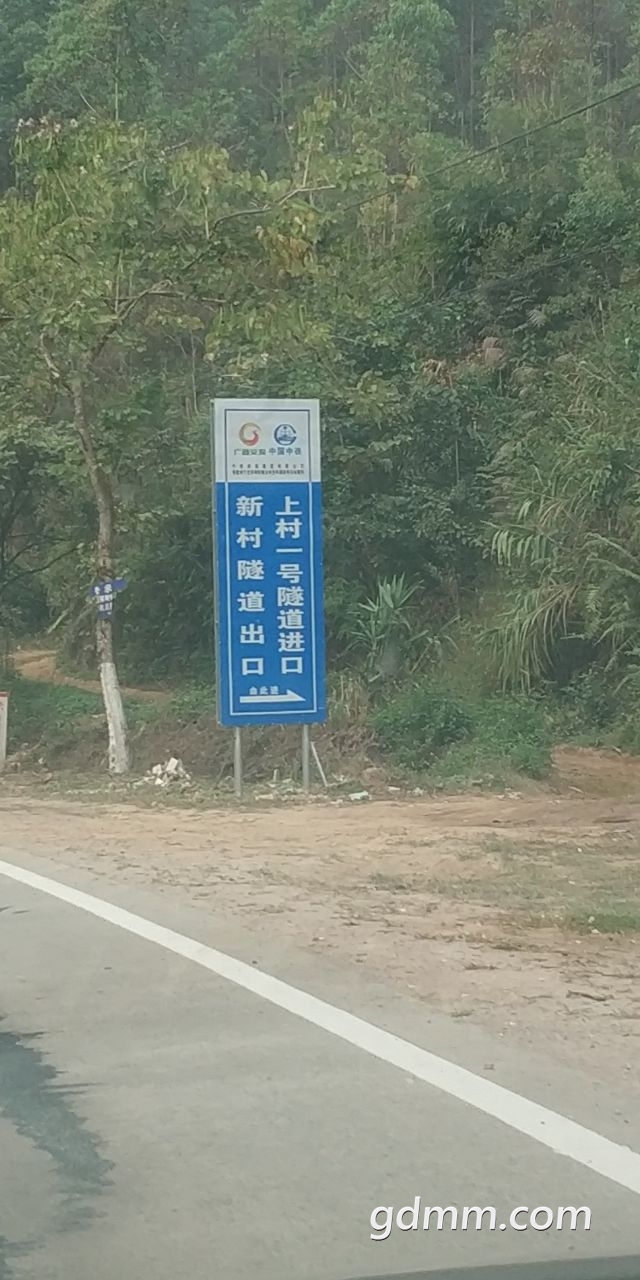 广西交投 中国中铁
上村一号隧道进口
新村隧道出口
由此进
gdmm.com